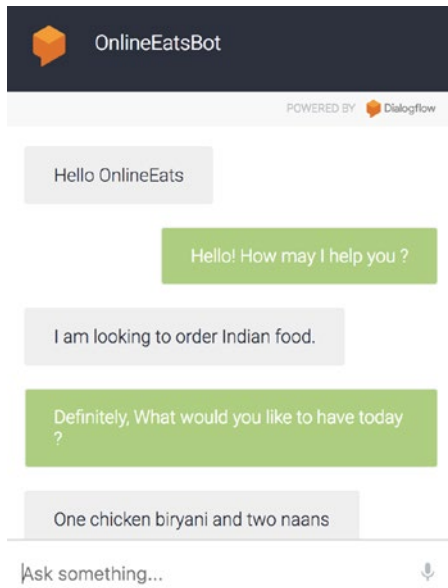 OnlineEatsBot
POWERED BY Dialogflow
Hello OnlineEats
Hello! How may I help you ?
I am looking to order Indian food.
Definitely, What would you like to have today
?
One chicken biryani and two naans
Ask something...